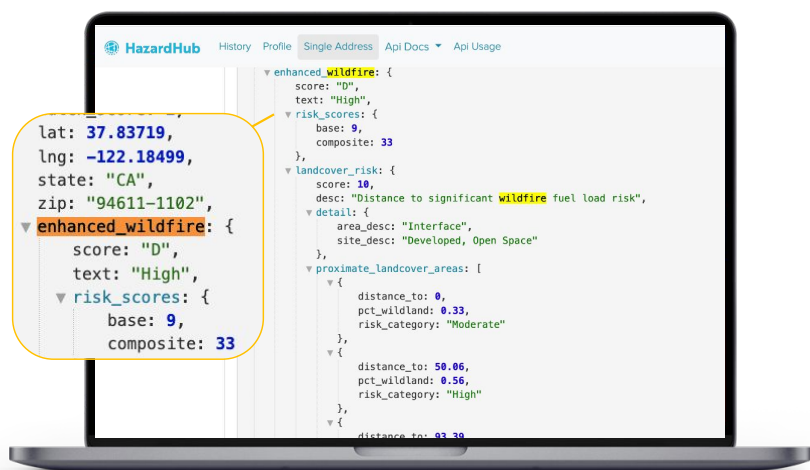 HazardHub History Profile Single Address Api Docs Api Usage
enhanced_wildfire: {
score: "D",
text: "High",
risk_scores: {
base: 9,
composite: 33
},
landcover_risk: {
score: 10,
desc: "Distance to significant wildfire fuel load risk",
detail: {
area_desc: "Interface",
site_desc: "Developed, Open Space"
},
proximate_landcover_areas: [
{
distance_to: 0,
pct_wildland: 0.33,
risk_category: "Moderate"
},
{
distance_to: 50.06,
pct_wildland: 0.56,
risk_category: "High"
},
{
distance_to: 93.39
lat: 37.83719,
lng: -122.18499,
state: "CA",
zip: "94611-1102",
enhanced_wildfire: {
score: "D",
text: "High",
risk_scores: {
base: 9,
composite: 33